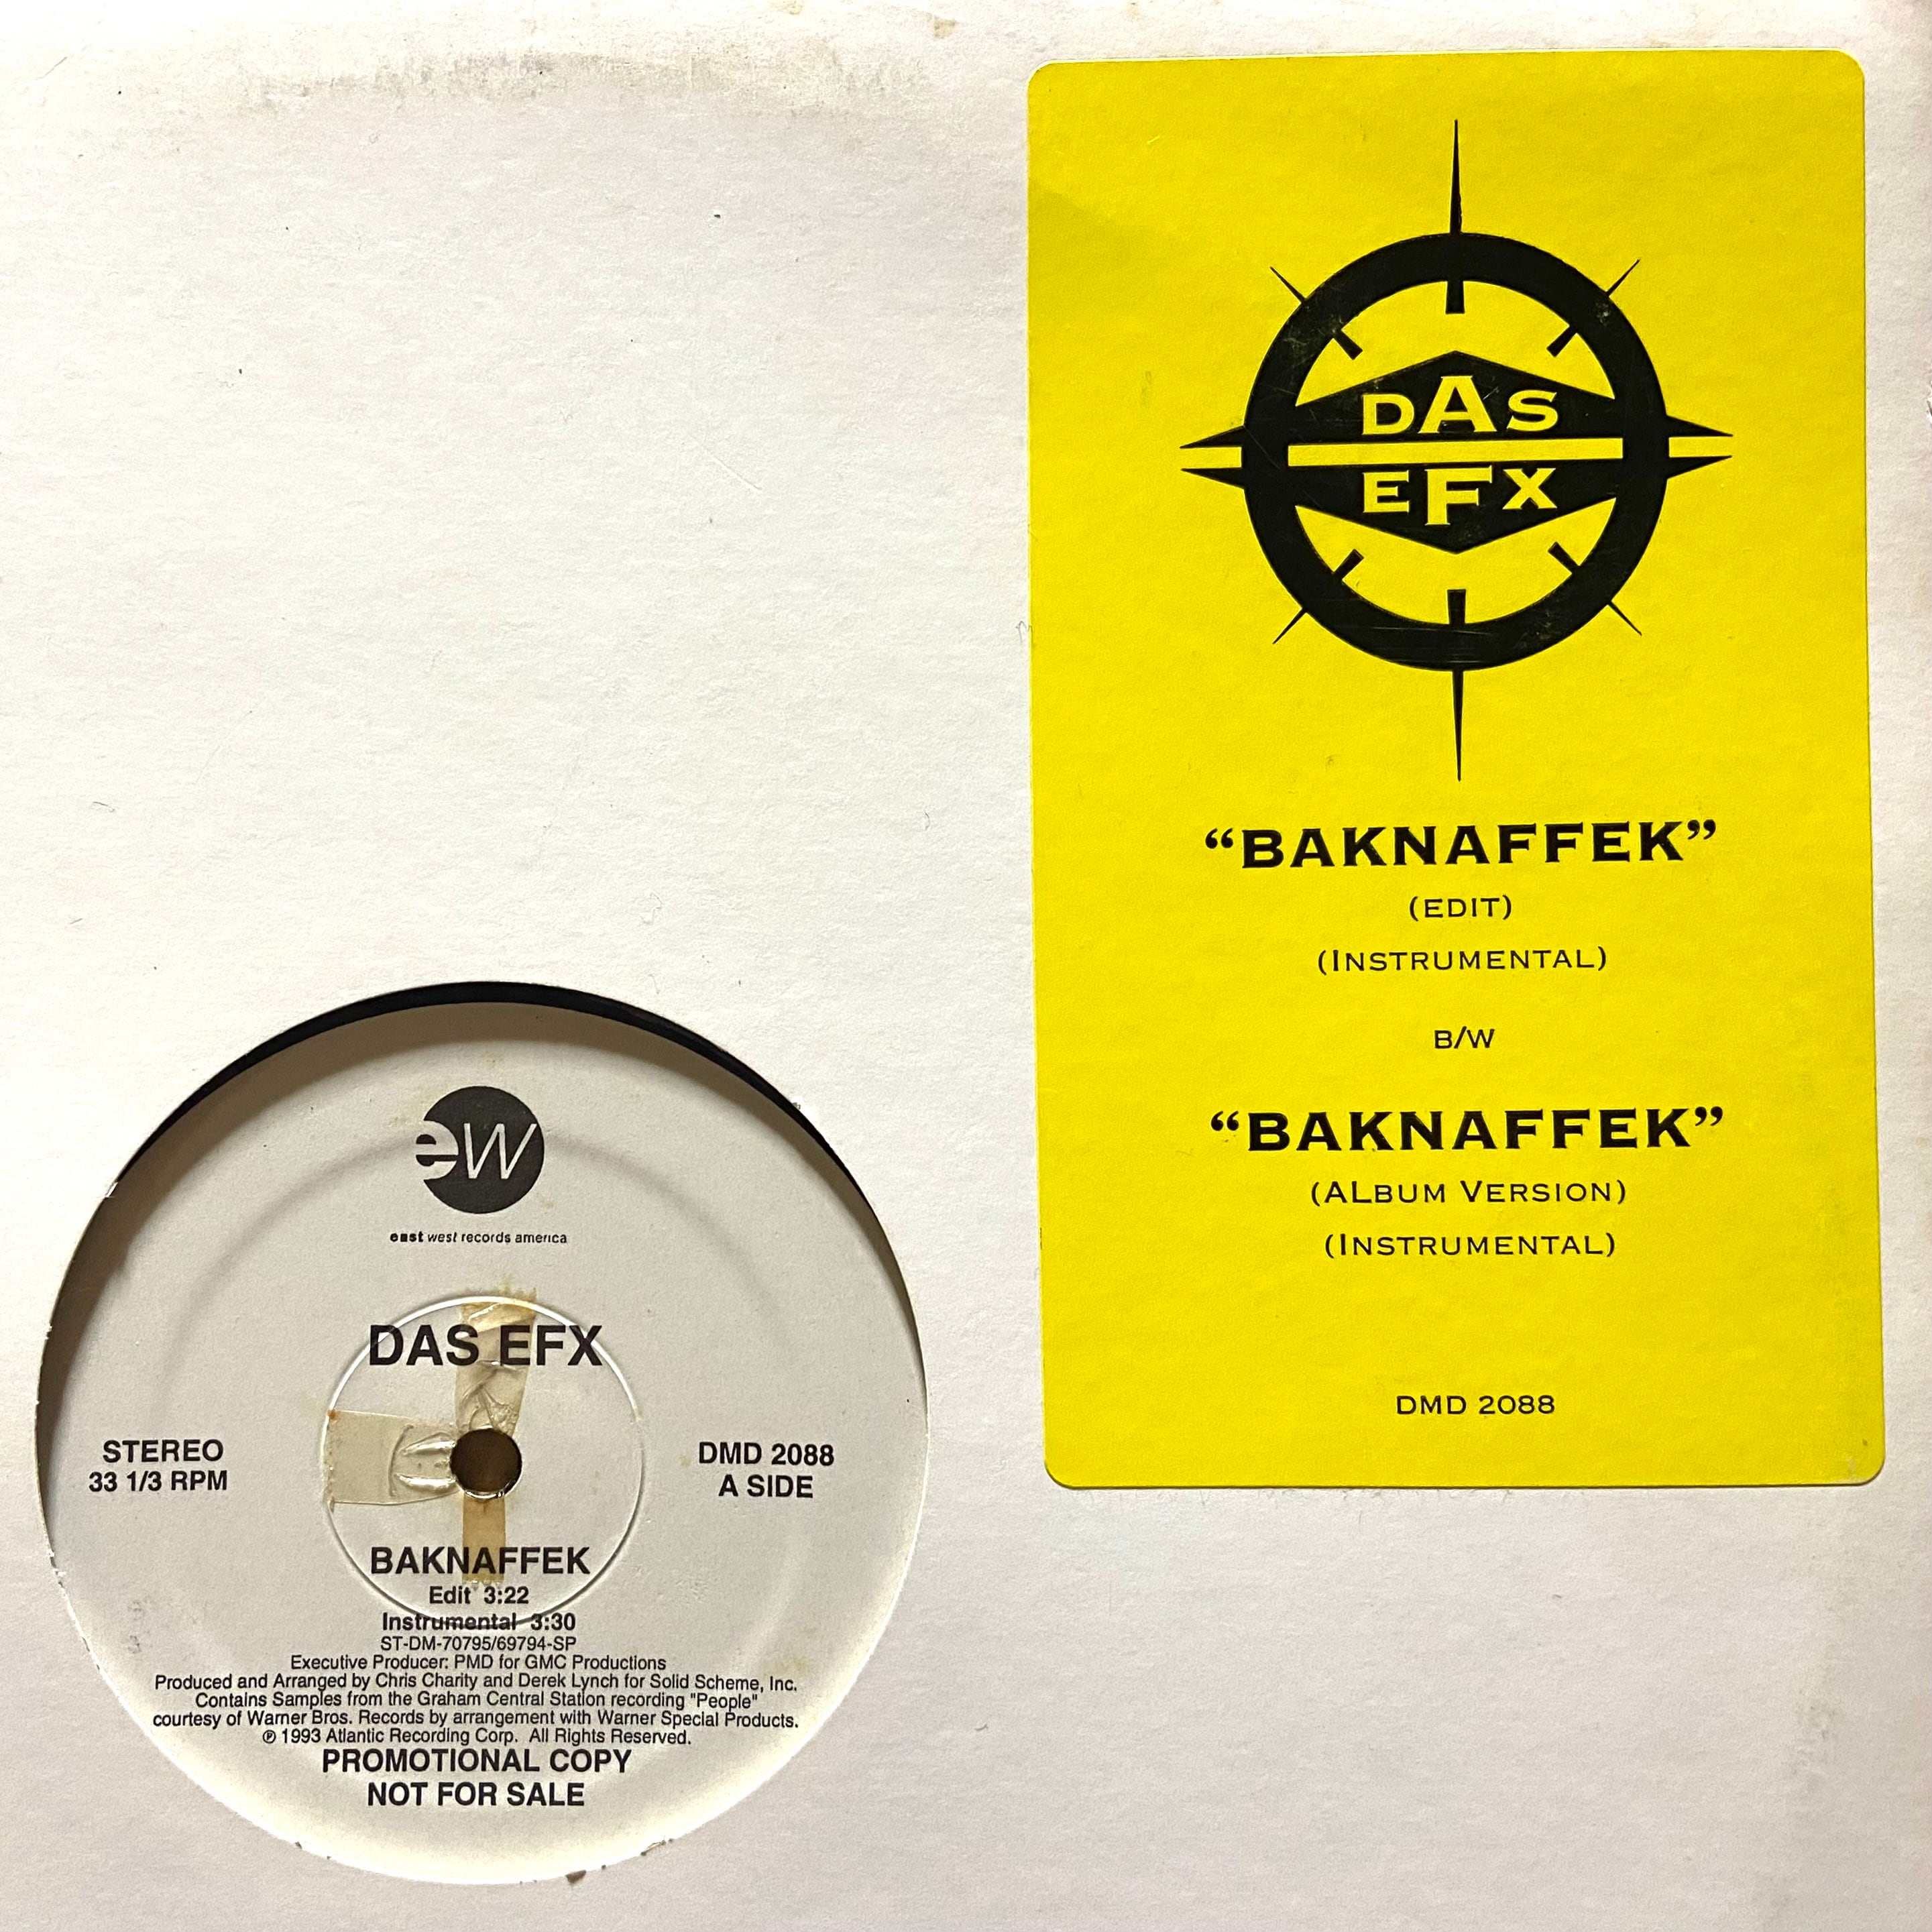 DAS
EFX
“BAKNAFFEK”
(EDIT)
(INSTRUMENTAL)
B/W
“BAKNAFFEK”
(ALBUM VERSION)
(INSTRUMENTAL)
DMD 2088
ew
east west records america
DAS EFX
STEREO
33 1/3 RPM
DMD 2088
A SIDE
BAKNAFFEK
Edit 3:22
Instrumental 3:30
ST-DM-70795/69794-SP
Executive Producer: PMD for GMC Productions
Produced and Arranged by Chris Charity and Derek Lynch for Solid Scheme, Inc.
Contains Samples from the Graham Central Station recording "People"
courtesy of Warner Bros. Records by arrangement with Warner Special Products.
℗ 1993 Atlantic Recording Corp. All Rights Reserved.
PROMOTIONAL COPY
NOT FOR SALE